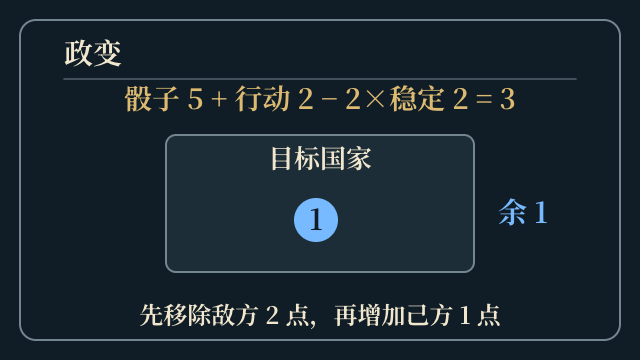 政变
骰子 5 + 行动 2 − 2×稳定 2 = 3
目标国家
1
余 1
先移除敌方 2 点，再增加己方 1 点